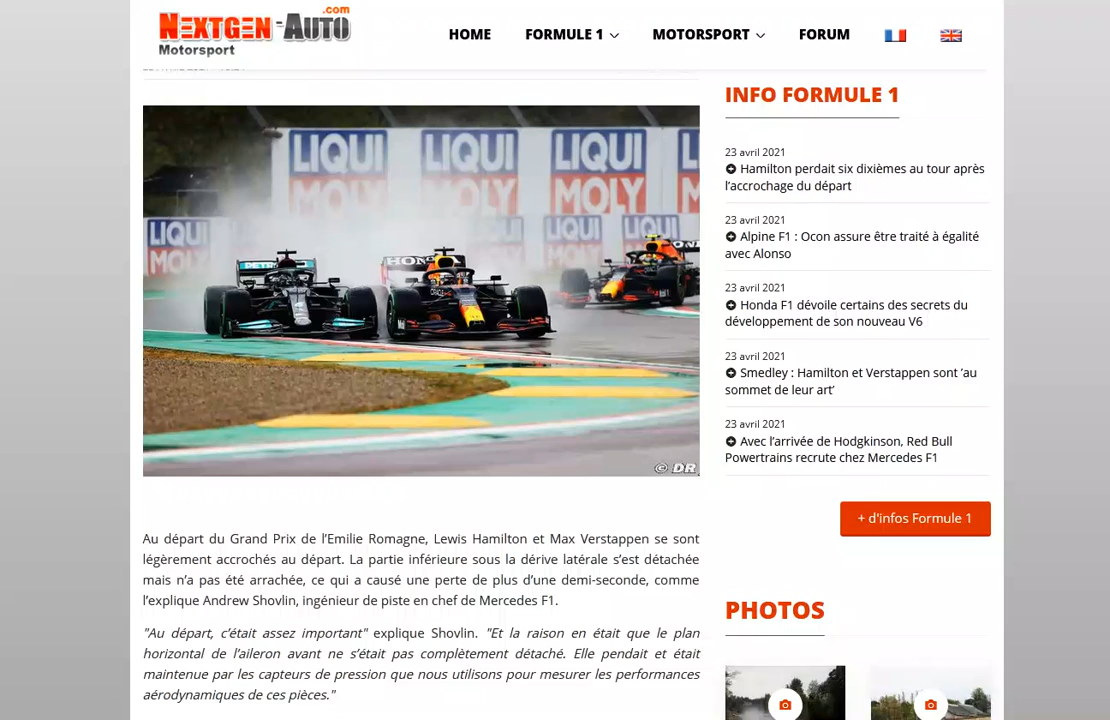 NEXTGEN-AUTO.com
Motorsport
HOME
FORMULE 1
MOTORSPORT
FORUM
LIQUI LIQUI LIQUI
MOLY MOLY MOLY
LIQUI
MOLY
HONDA
© DR
Au départ du Grand Prix de l’Emilie Romagne, Lewis Hamilton et Max Verstappen se sont
légèrement accrochés au départ. La partie inférieure sous la dérive latérale s’est détachée
mais n’a pas été arrachée, ce qui a causé une perte de plus d’une demi-seconde, comme
l’explique Andrew Shovlin, ingénieur de piste en chef de Mercedes F1.
"Au départ, c’était assez important" explique Shovlin. "Et la raison en était que le plan
horizontal de l’aileron avant ne s’était pas complètement détaché. Elle pendait et était
maintenue par les capteurs de pression que nous utilisons pour mesurer les performances
aérodynamiques de ces pièces."
INFO FORMULE 1
23 avril 2021
Hamilton perdait six dixièmes au tour après
l’accrochage du départ
23 avril 2021
Alpine F1 : Ocon assure être traité à égalité
avec Alonso
23 avril 2021
Honda F1 dévoile certains des secrets du
développement de son nouveau V6
23 avril 2021
Smedley : Hamilton et Verstappen sont ’au
sommet de leur art’
23 avril 2021
Avec l’arrivée de Hodgkinson, Red Bull
Powertrains recrute chez Mercedes F1
+ d'infos Formule 1
PHOTOS